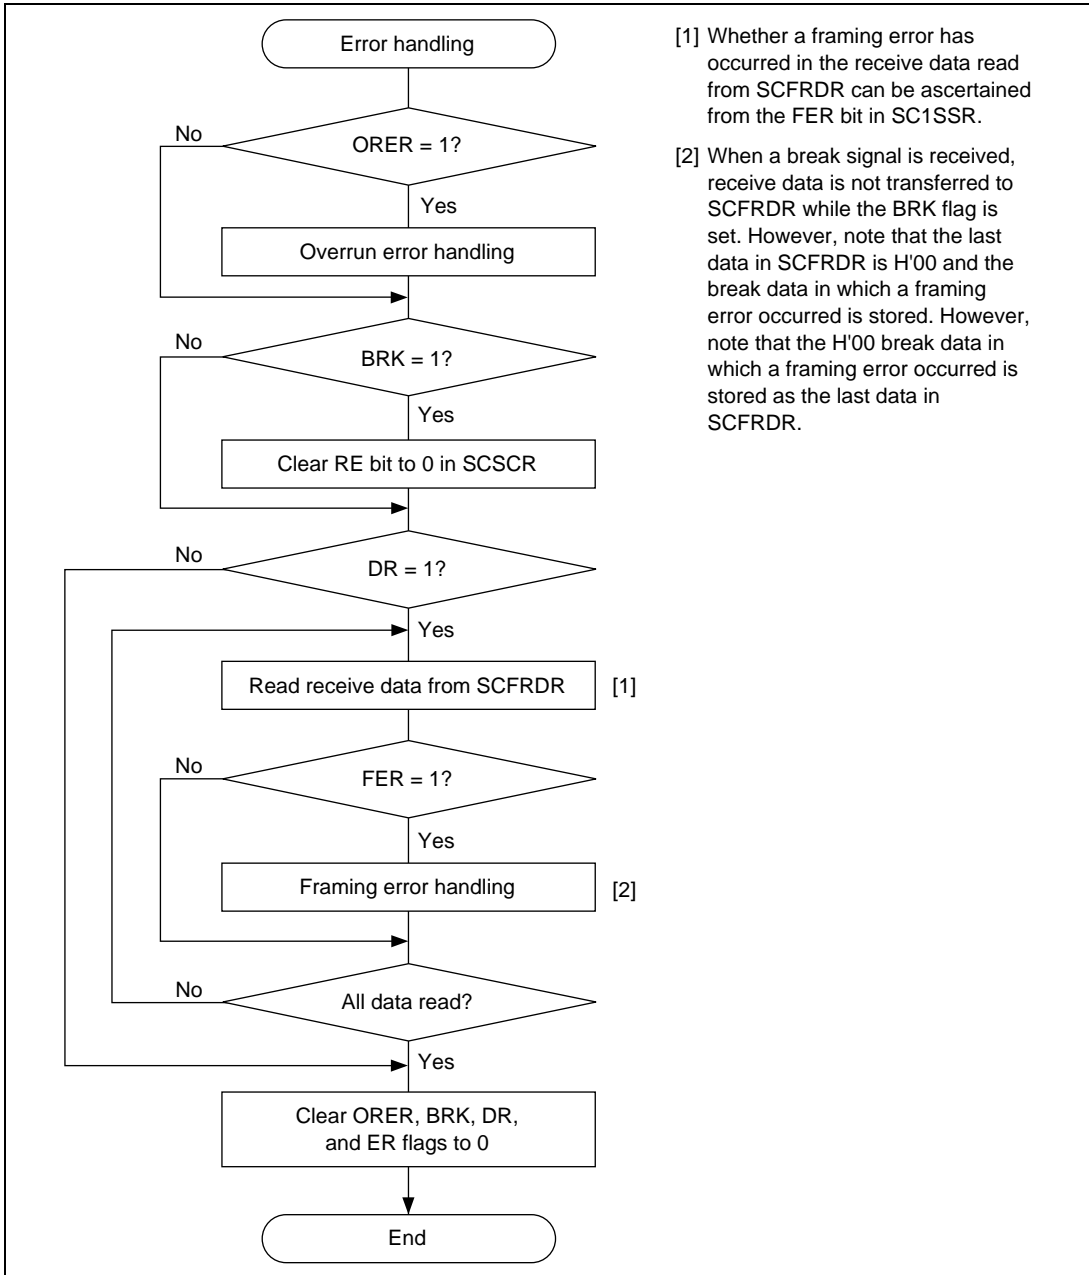 Error handling
ORER = 1?
No
Yes
Overrun error handling
BRK = 1?
No
Yes
Clear RE bit to 0 in SCSCR
DR = 1?
No
Yes
Read receive data from SCFRDR
[1]
FER = 1?
No
Yes
Framing error handling
[2]
All data read?
No
Yes
Clear ORER, BRK, DR,
and ER flags to 0
End
[1] Whether a framing error has
occurred in the receive data read
from SCFRDR can be ascertained
from the FER bit in SC1SSR.
[2] When a break signal is received,
receive data is not transferred to
SCFRDR while the BRK flag is
set. However, note that the last
data in SCFRDR is H'00 and the
break data in which a framing
error occurred is stored. However,
note that the H'00 break data in
which a framing error occurred is
stored as the last data in
SCFRDR.